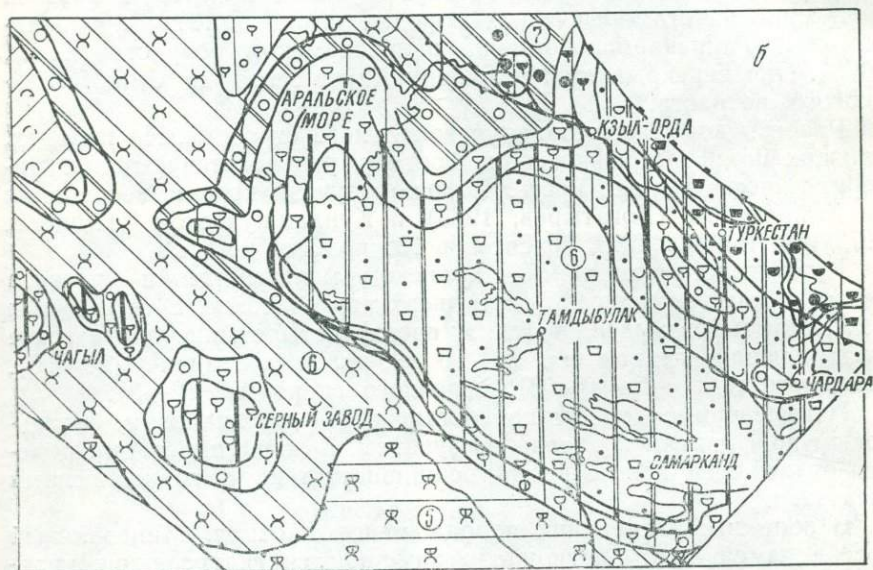 7
б
АРАЛЬСКОЕ
МОРЕ
КЗЫЛ-ОРДА
ТУРКЕСТАН
6
ТАМДЫБУЛАК
ЧАГЫЛ
6
ЧАРДАРА
СЕРНЫЙ ЗАВОД
САМАРКАНД
5